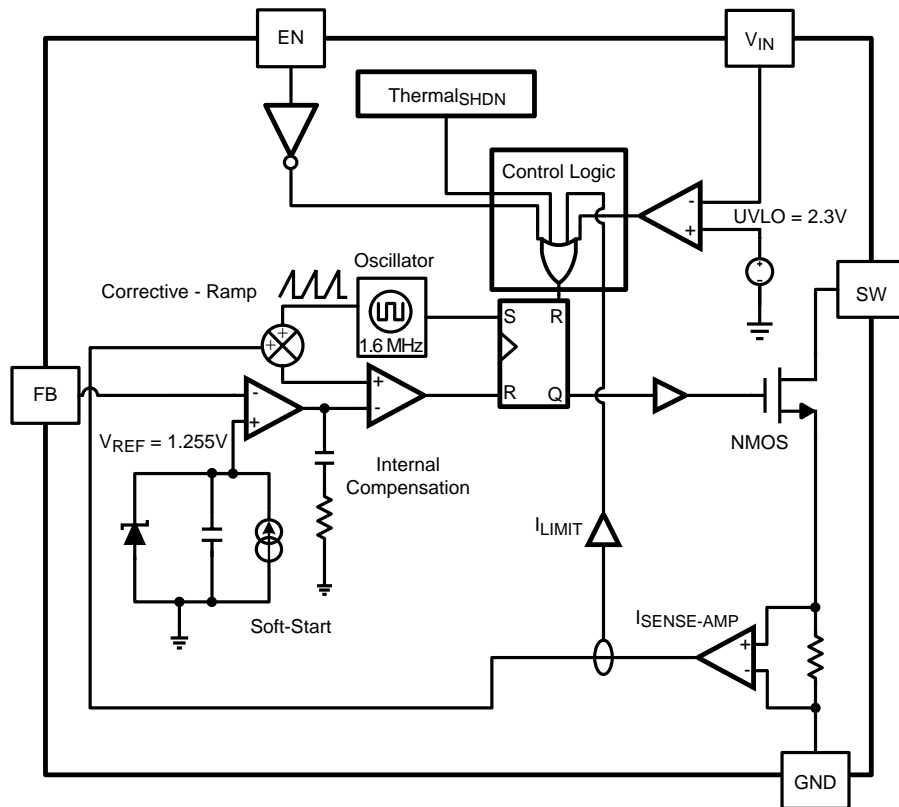 EN
VIN
ThermalSHDN
Control Logic
-
+
UVLO = 2.3V
+
-
Oscillator
Corrective - Ramp
1.6 MHz
S
R
SW
+
+
FB
-
+
+
-
R
Q
VREF = 1.255V
NMOS
Internal
Compensation
ILIMIT
Soft-Start
ISENSE-AMP
+
-
GND